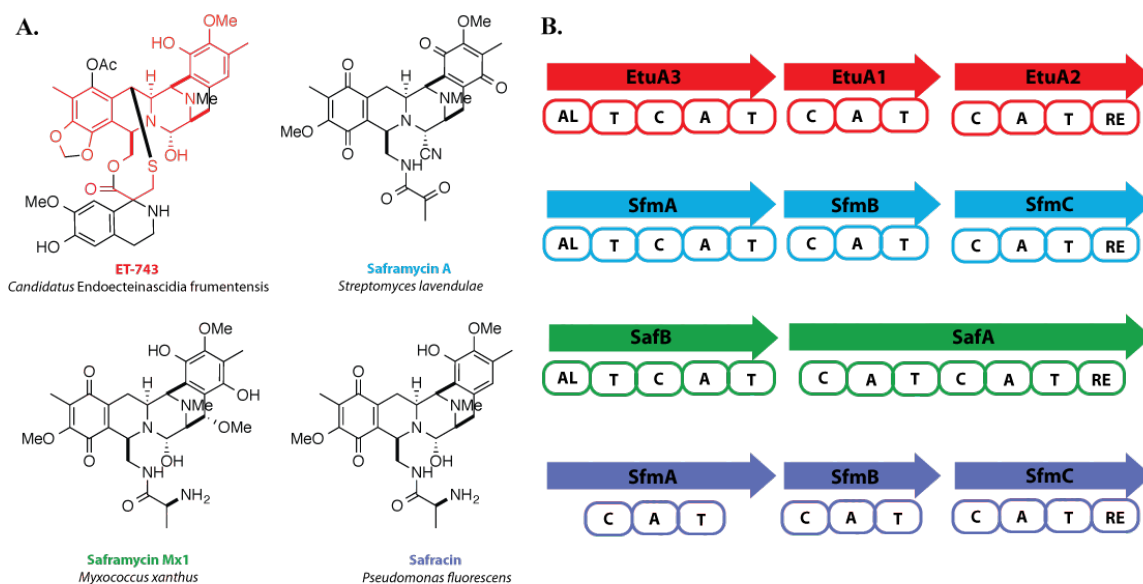 A.
OMe
HO
OAc
H
NMe
N
O
OH
O
O
S
O
MeO
NH
HO
ET-743
Candidatus Endoecteinascidia frumentensis
OMe
O
O
H
O
NMe
N
MeO
O
CN
NH
O
O
Saframycin A
Streptomyces lavendulae
OMe
HO
H
OH
O
NMe
OMe
N
MeO
O
OH
NH
O
NH2
Saframycin Mx1
Myxococcus xanthus
OMe
HO
H
O
NMe
N
MeO
O
OH
NH
O
NH2
Safracin
Pseudomonas fluorescens
B.
EtuA3 EtuA1 EtuA2
AL T C A T C A T C A T RE
SfmA SfmB SfmC
AL T C A T C A T C A T RE
SafB SafA
AL T C A T C A T C A T RE
SfmA SfmB SfmC
C A T C A T C A T RE